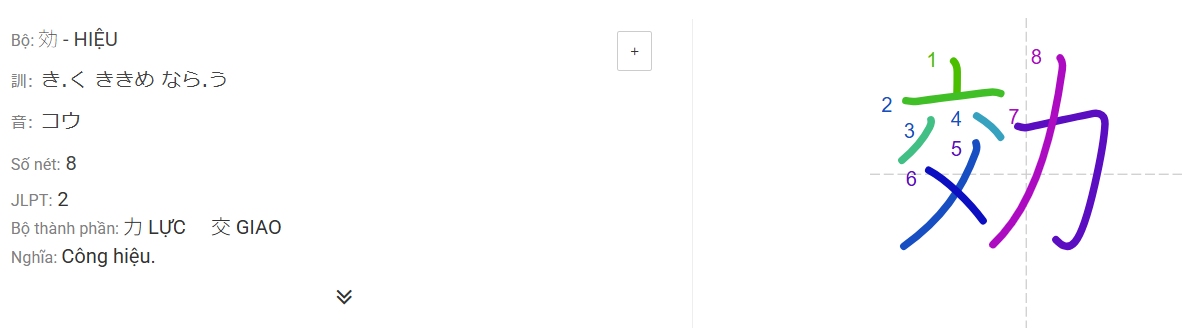 Bộ: 効 - HIỆU
+
訓: き.く ききめ なら.う
音: コウ
Số nét: 8
JLPT: 2
Bộ thành phần: 力 LỰC 交 GIAO
Nghĩa: Công hiệu.
効
1
2
3
4
5
6
7
8